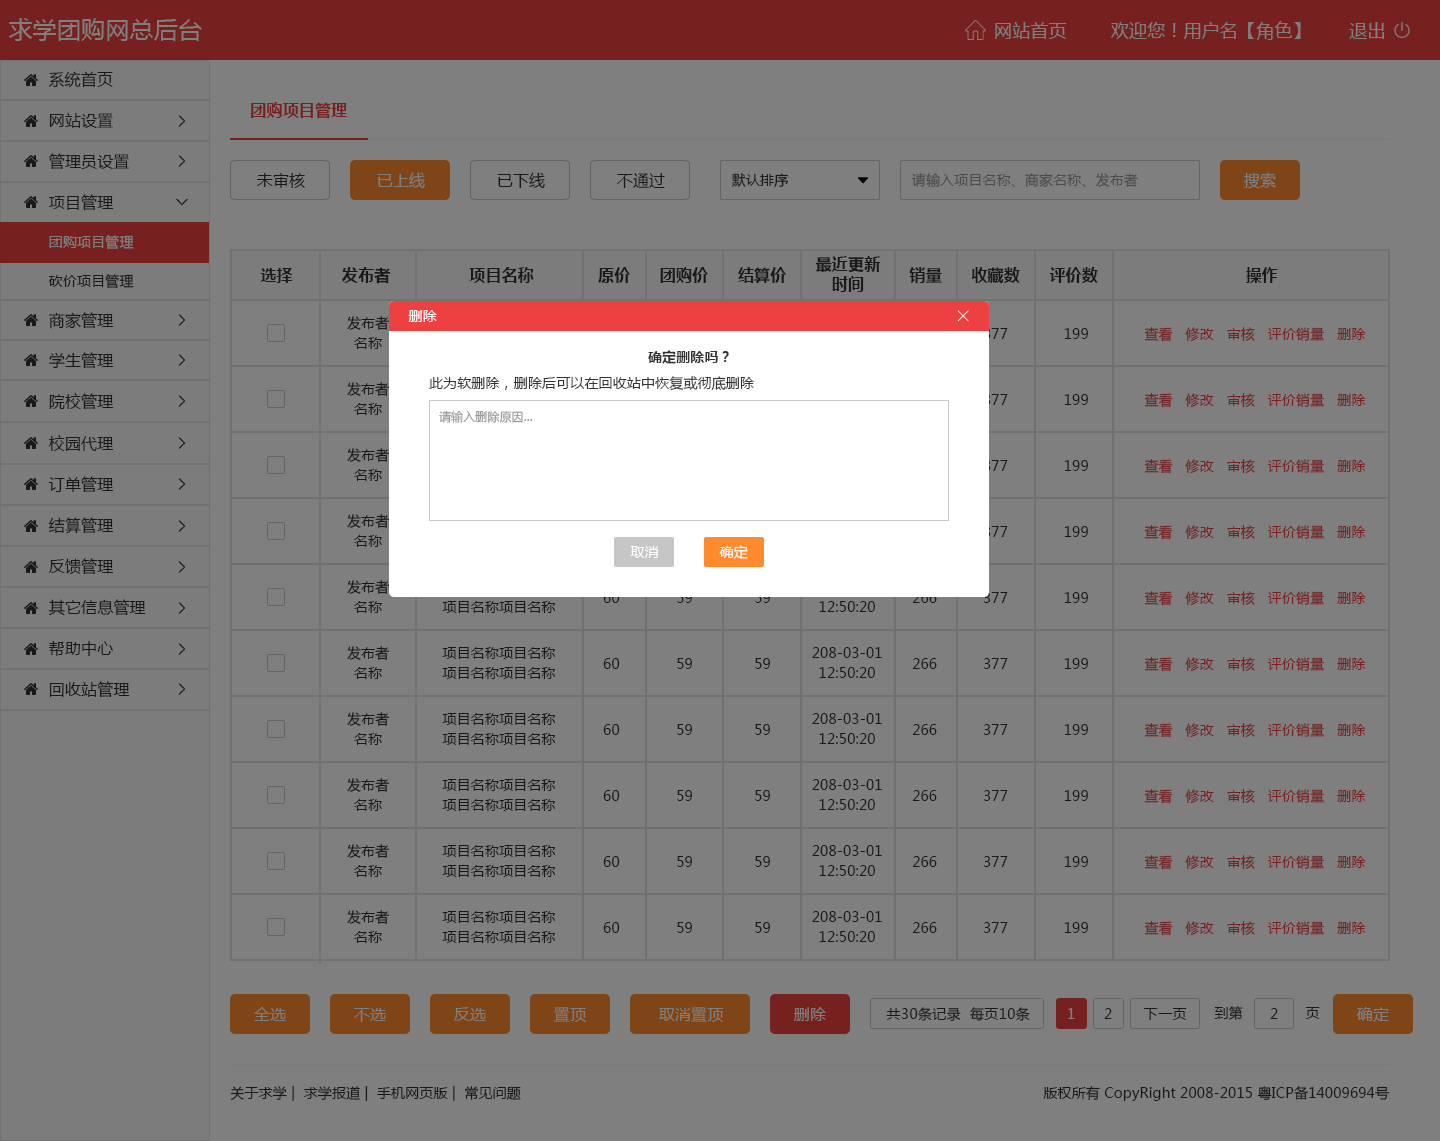 求学团购网总后台
网站首页 欢迎您！用户名【角色】 退出
系统首页
网站设置
管理员设置
项目管理
团购项目管理
砍价项目管理
商家管理
学生管理
院校管理
校园代理
订单管理
结算管理
反馈管理
其它信息管理
帮助中心
回收站管理
团购项目管理
未审核 已上线 已下线 不通过 默认排序 请输入项目名称、商家名称、发布者 搜索
选择 发布者 项目名称 原价 团购价 结算价 最近更新 销量 收藏数 评价数 操作
时间
删除
确定删除吗？
此为软删除，删除后可以在回收站中恢复或彻底删除
请输入删除原因...
取消 确定
发布者
名称 377 199 查看 修改 审核 评价销量 删除
发布者
名称 377 199 查看 修改 审核 评价销量 删除
发布者
名称 377 199 查看 修改 审核 评价销量 删除
发布者
名称 377 199 查看 修改 审核 评价销量 删除
发布者
60 59 59 266 377 199 查看 修改 审核 评价销量 删除
名称 项目名称项目名称 12:50:20
发布者 项目名称项目名称 208-03-01
60 59 59 266 377 199 查看 修改 审核 评价销量 删除
名称 项目名称项目名称 12:50:20
发布者 项目名称项目名称 208-03-01
60 59 59 266 377 199 查看 修改 审核 评价销量 删除
名称 项目名称项目名称 12:50:20
发布者 项目名称项目名称 208-03-01
60 59 59 266 377 199 查看 修改 审核 评价销量 删除
名称 项目名称项目名称 12:50:20
发布者 项目名称项目名称 208-03-01
60 59 59 266 377 199 查看 修改 审核 评价销量 删除
名称 项目名称项目名称 12:50:20
发布者 项目名称项目名称 208-03-01
60 59 59 266 377 199 查看 修改 审核 评价销量 删除
名称 项目名称项目名称 12:50:20
全选 不选 反选 置顶 取消置顶 删除 共30条记录 每页10条 1 2 下一页 到第 2 页 确定
关于求学 | 求学报道 | 手机网页版 | 常见问题
版权所有 CopyRight 2008-2015 粤ICP备14009694号